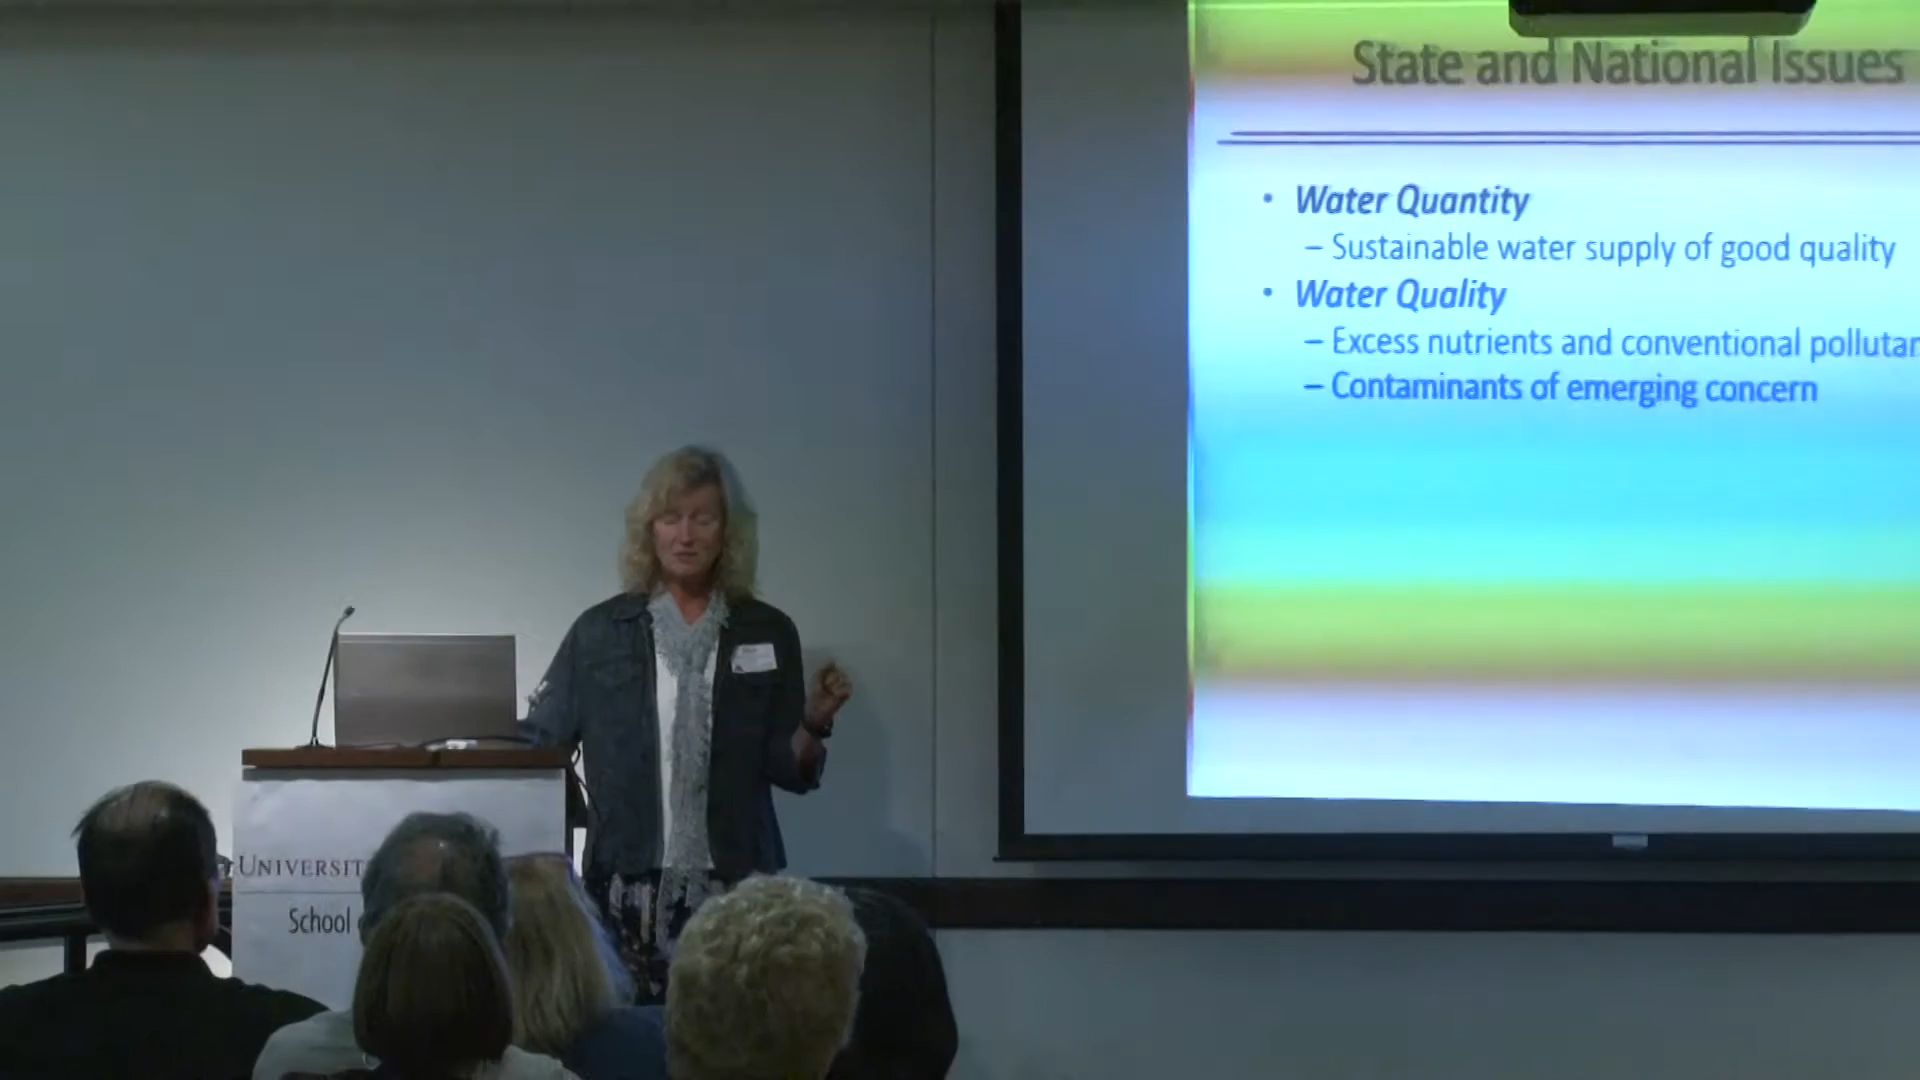 State and National Issues
• Water Quantity
– Sustainable water supply of good quality
• Water Quality
– Excess nutrients and conventional pollutan
– Contaminants of emerging concern
UNIVERSIT
School